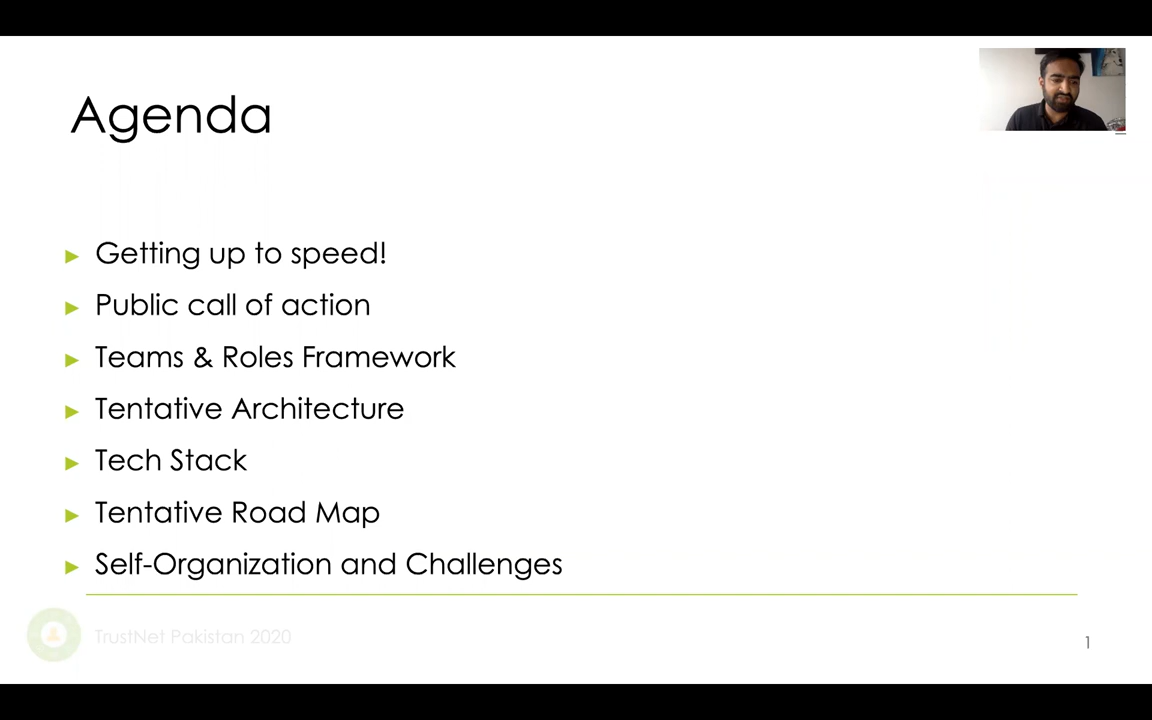 Agenda
Getting up to speed!
Public call of action
Teams & Roles Framework
Tentative Architecture
Tech Stack
Tentative Road Map
Self-Organization and Challenges
TrustNet Pakistan 2020
1